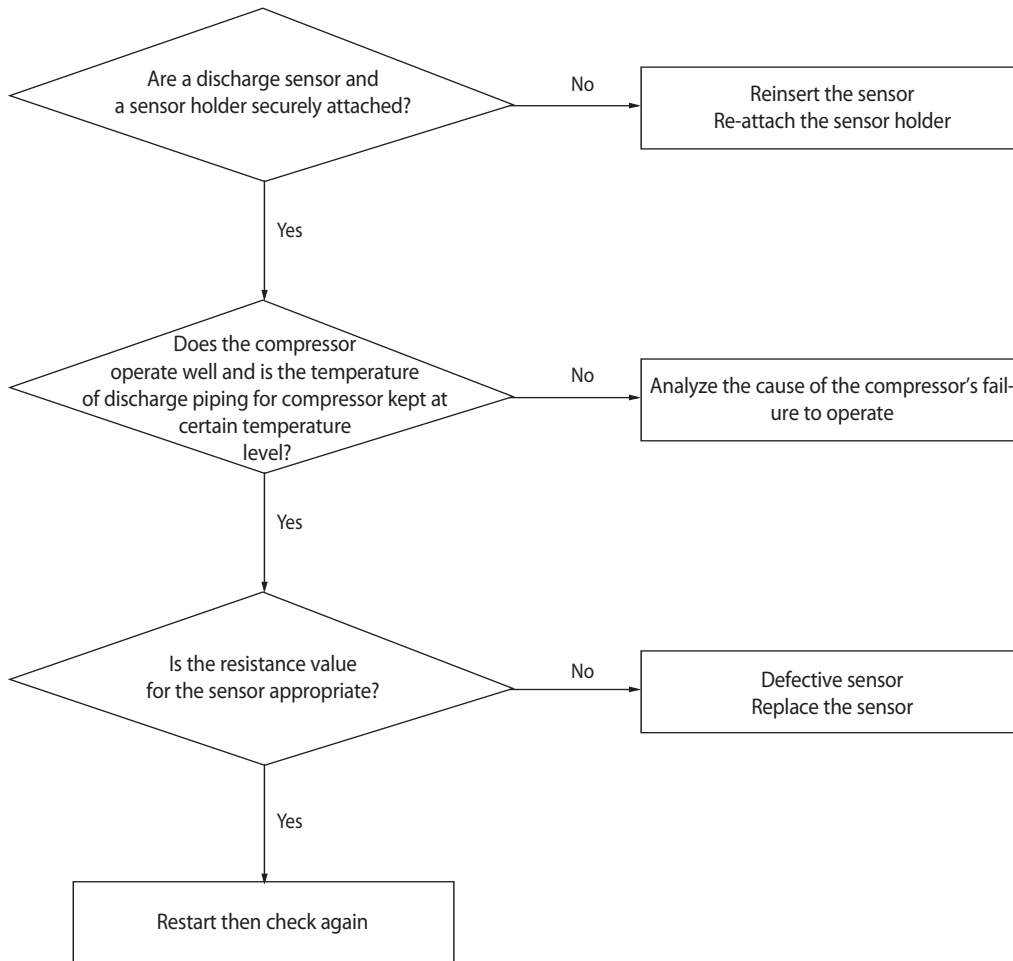 Are a discharge sensor and
a sensor holder securely attached?
No
Reinsert the sensor
Re-attach the sensor holder
Yes
Does the compressor
operate well and is the temperature
of discharge piping for compressor kept at
certain temperature
level?
No
Analyze the cause of the compressor’s fail-
ure to operate
Yes
Is the resistance value
for the sensor appropriate?
No
Defective sensor
Replace the sensor
Yes
Restart then check again